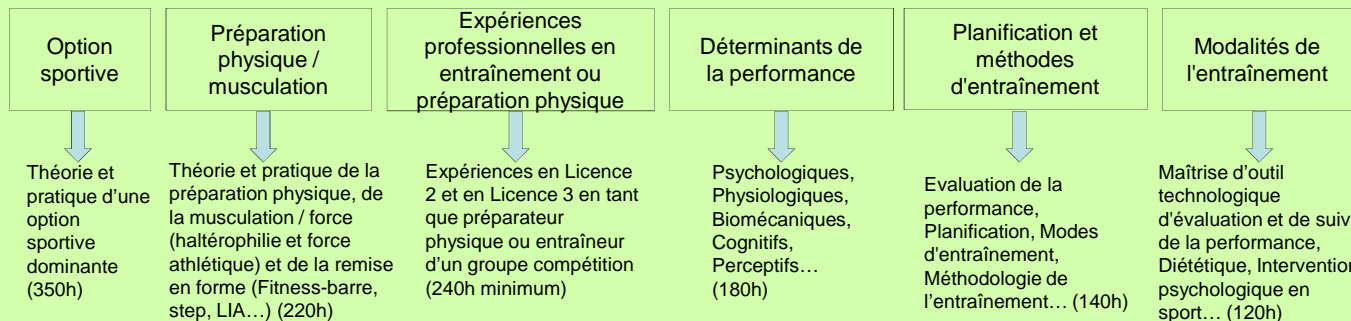 Option
sportive
Théorie et
pratique d’une
option
sportive
dominante
(350h)
Préparation
physique /
musculation
Théorie et pratique de la
préparation physique, de
la musculation / force
(haltérophilie et force
athlétique) et de la remise
en forme (Fitness-barre,
step, LIA…) (220h)
Expériences
professionnelles en
entraînement ou
préparation physique
Expériences en Licence
2 et en Licence 3 en tant
que préparateur
physique ou entraîneur
d’un groupe compétition
(240h minimum)
Déterminants de
la performance
Psychologiques,
Physiologiques,
Biomécaniques,
Cognitifs,
Perceptifs…
(180h)
Planification et
méthodes
d'entraînement
Evaluation de la
performance,
Planification, Modes
d'entraînement,
Méthodologie de
l’entraînement… (140h)
Modalités de
l'entraînement
Maîtrise d’outil
technologique
d'évaluation et de suivi
de la performance,
Diététique, Intervention
psychologique en
sport… (120h)